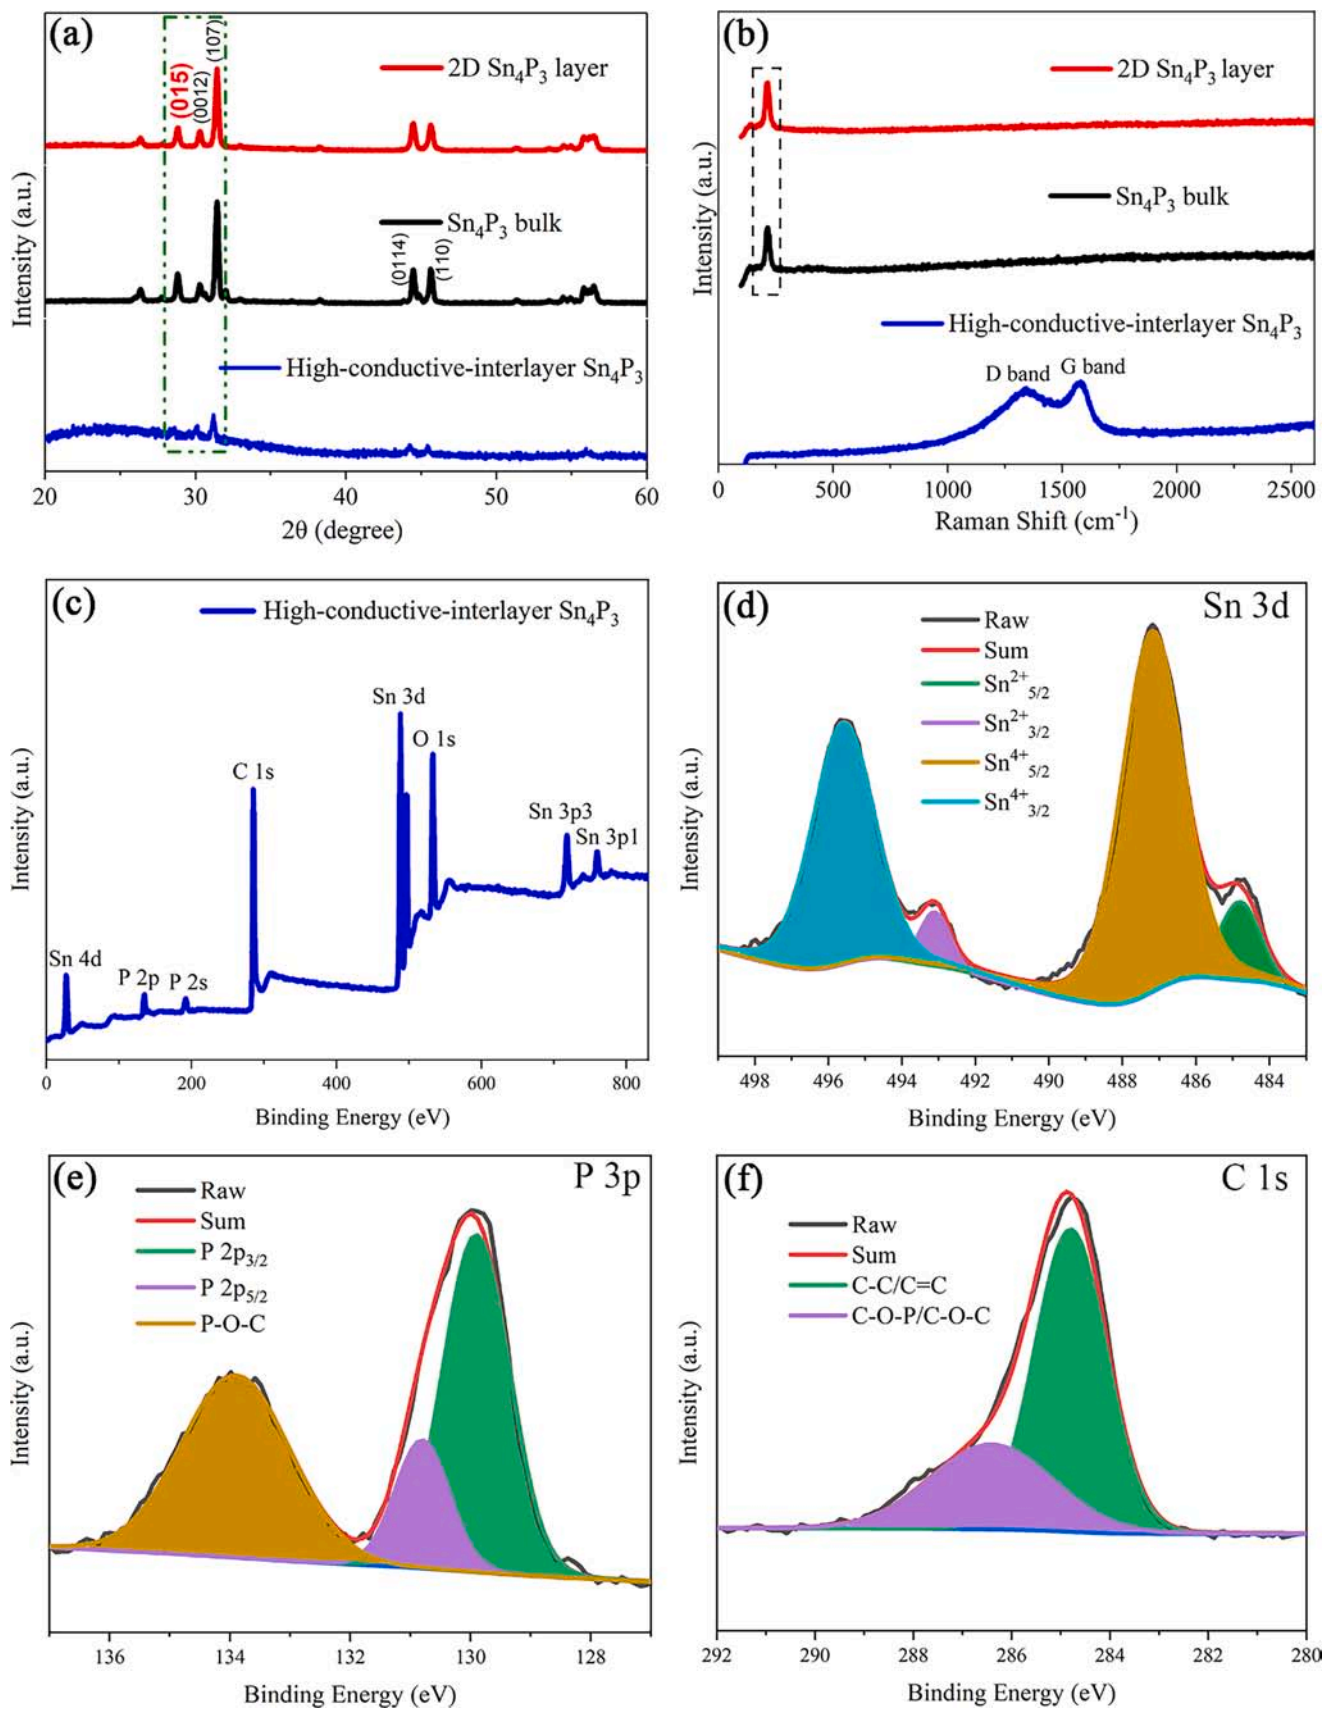 (a)
(015)
(0012)
(107)
2D Sn₄P₃ layer
Sn₄P₃ bulk
(0114)
(110)
High-conductive-interlayer Sn₄P₃
Intensity (a.u.)
20 30 40 50 60
2θ (degree)
(b)
2D Sn₄P₃ layer
Sn₄P₃ bulk
High-conductive-interlayer Sn₄P₃
D band G band
Intensity (a.u.)
0 500 1000 1500 2000 2500
Raman Shift (cm⁻¹)
(c)
High-conductive-interlayer Sn₄P₃
Sn 3d
O 1s
C 1s
Sn 3p3
Sn 3p1
Sn 4d
P 2p
P 2s
Intensity (a.u.)
0 200 400 600 800
Binding Energy (eV)
(d)
Sn 3d
Raw
Sum
Sn²⁺₅/₂
Sn²⁺₃/₂
Sn⁴⁺₅/₂
Sn⁴⁺₃/₂
Intensity (a.u.)
498 496 494 492 490 488 486 484
Binding Energy (eV)
(e)
P 3p
Raw
Sum
P 2p₃/₂
P 2p₅/₂
P-O-C
Intensity (a.u.)
136 134 132 130 128
Binding Energy (eV)
(f)
C 1s
Raw
Sum
C-C/C=C
C-O-P/C-O-C
Intensity (a.u.)
292 290 288 286 284 282 280
Binding Energy (eV)